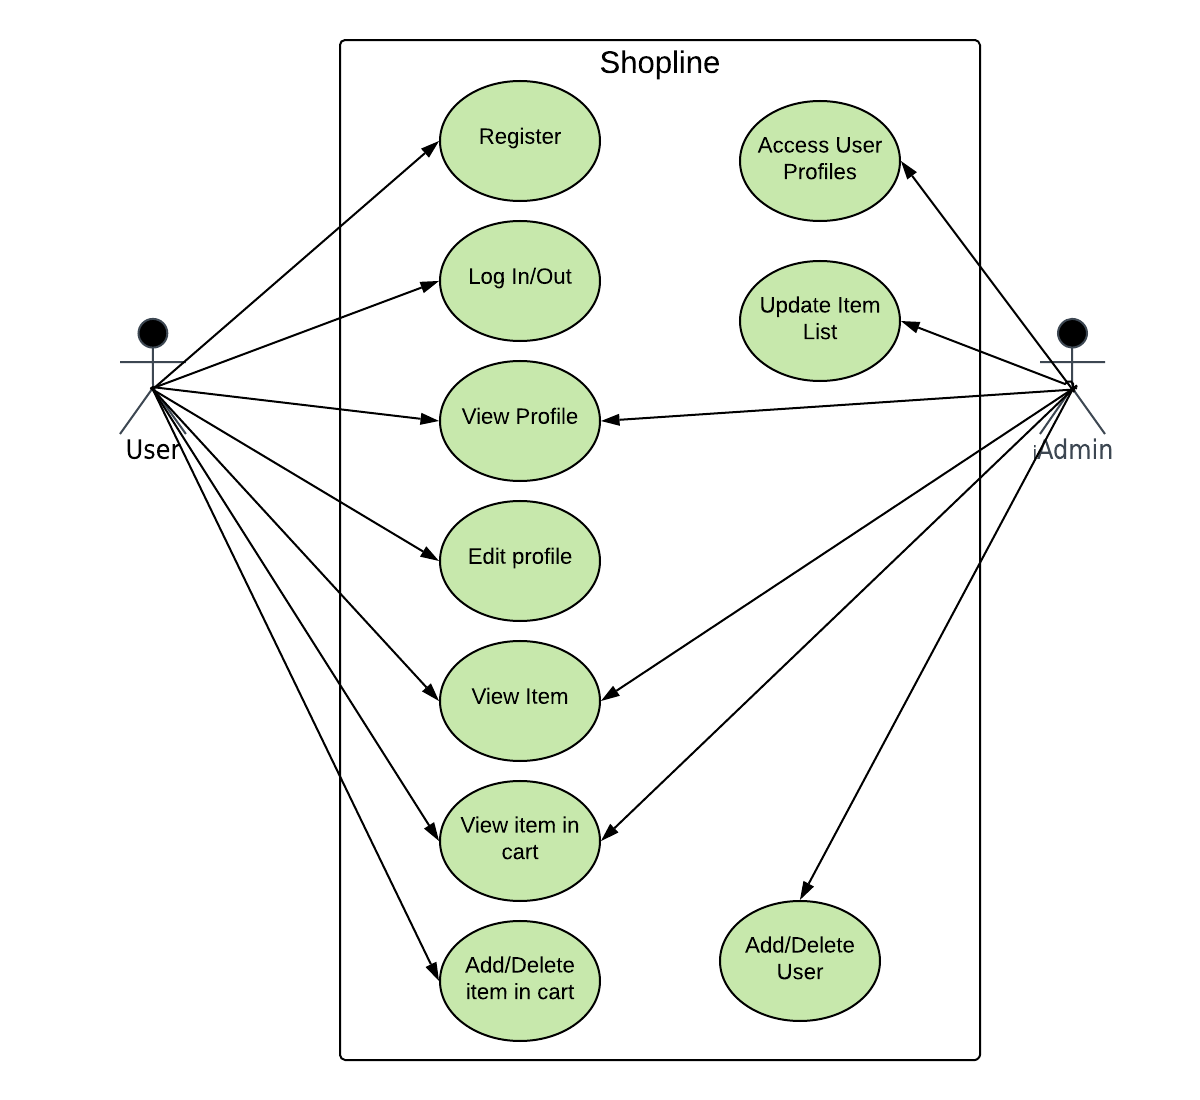 Shopline
Register
Access User
Profiles
Log In/Out
Update Item
List
View Profile
User
iAdmin
Edit profile
View Item
View item in
cart
Add/Delete
item in cart
Add/Delete
User